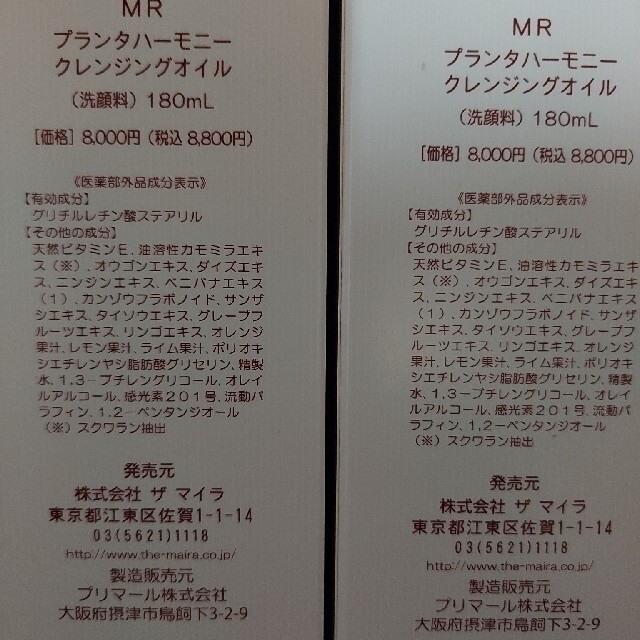 MR
プランタハーモニー
クレンジングオイル
(洗顔料) 180mL
[価格] 8,000円 (税込 8,800円)
《医薬部外品成分表示》
【有効成分】
グリチルレチン酸ステアリル
【その他の成分】
天然ビタミンE、油溶性カモミラエキ
ス(※)、オウゴンエキス、ダイズエキ
ス、ニンジンエキス、ベニバナエキス
(1)、カンゾウフラボノイド、サンザ
シエキス、タイソウエキス、グレープフ
ルーツエキス、リンゴエキス、オレンジ
果汁、レモン果汁、ライム果汁、ポリオキ
シエチレンヤシ脂肪酸グリセリン、精製
水、1,3-ブチレングリコール、オレイ
ルアルコール、感光素201号、流動パ
ラフィン、1,2-ペンタンジオール
(※)スクワラン抽出
発売元
株式会社 ザ マイラ
東京都江東区佐賀1-1-14
03(5621)1118
http://www.the-maira.co.jp/
製造販売元
プリマール株式会社
大阪府摂津市鳥飼下3-2-9
MR
プランタハーモニー
クレンジングオイル
(洗顔料) 180mL
[価格] 8,000円 (税込 8,800円)
《医薬部外品成分表示》
【有効成分】
グリチルレチン酸ステアリル
【その他の成分】
天然ビタミンE、油溶性カモミラエキ
ス(※)、オウゴンエキス、ダイズエキ
ス、ニンジンエキス、ベニバナエキス
(1)、カンゾウフラボノイド、サンザ
シエキス、タイソウエキス、グレープフ
ルーツエキス、リンゴエキス、オレンジ
果汁、レモン果汁、ライム果汁、ポリオキ
シエチレンヤシ脂肪酸グリセリン、精製
水、1,3-ブチレングリコール、オレイ
ルアルコール、感光素201号、流動パ
ラフィン、1,2-ペンタンジオール
(※)スクワラン抽出
発売元
株式会社 ザ マイラ
東京都江東区佐賀1-1-14
03(5621)1118
http://www.the-maira.co.jp/
製造販売元
プリマール株式会社
大阪府摂津市鳥飼下3-2-9